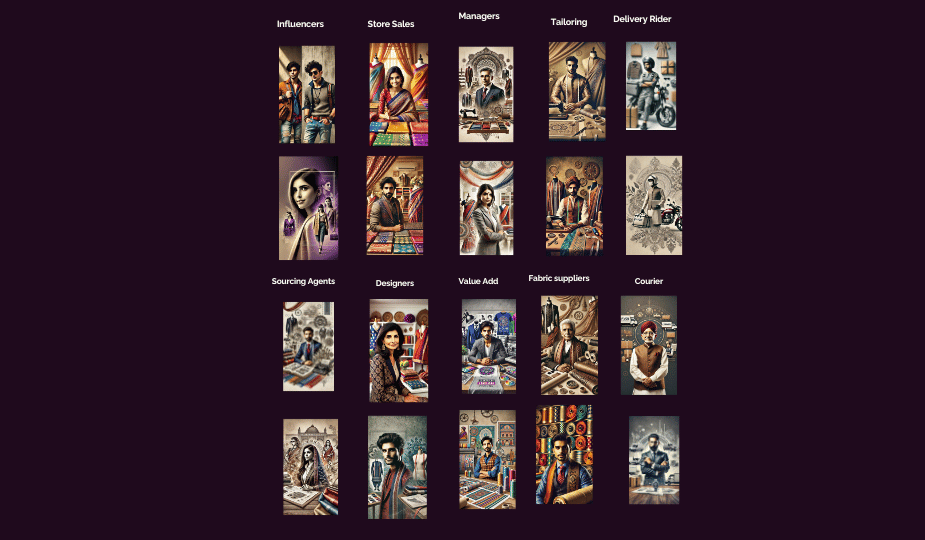 Influencers
Store Sales
Managers
Tailoring
Delivery Rider
Sourcing Agents
Designers
Value Add
Fabric suppliers
Courier